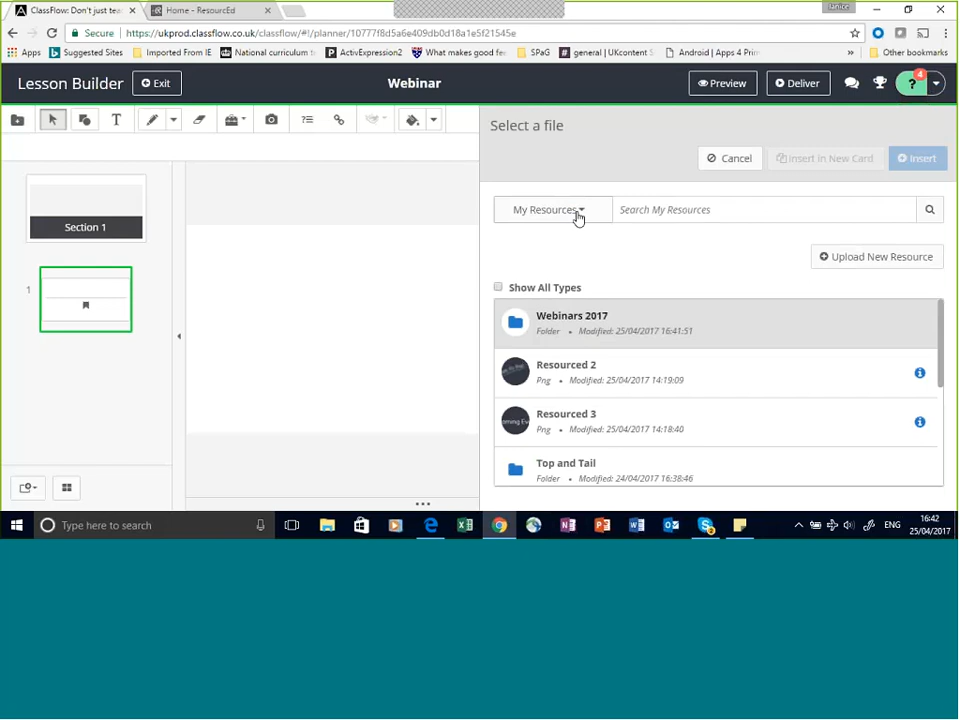 ClassFlow: Don't just tea
Home - ResourcEd
Secure
https://ukprod.classflow.co.uk/classflow/#!/planner/10777f8d5a6e409db0d18a1e5f21545e
Apps
Suggested Sites
Imported From IE
National curriculum
ActivExpression2
What makes good fee
SPaG
general | UKcontent
Android | Apps 4 Prim
»
Other bookmarks
Lesson Builder
Exit
Webinar
Preview
Deliver
?
4
T
?
Select a file
Cancel
Insert in New Card
Insert
My Resources
Search My Resources
Upload New Resource
Show All Types
Section 1
1
Webinars 2017
Folder • Modified: 25/04/2017 16:41:51
Resourced 2
Png • Modified: 25/04/2017 14:19:09
Resourced 3
Png • Modified: 25/04/2017 14:18:40
Top and Tail
Folder • Modified: 24/04/2017 16:38:46
Type here to search
ENG
16:42
25/04/2017